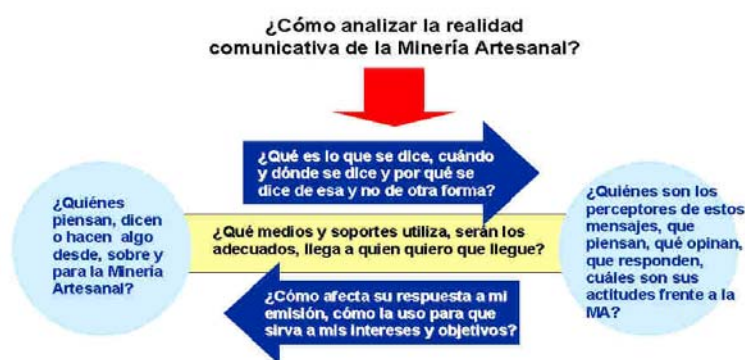 ¿Cómo analizar la realidad
comunicativa de la Minería Artesanal?
¿Qué es lo que se dice, cuándo
y dónde se dice y por qué se
dice de esa y no de otra forma?
¿Quiénes
piensan, dicen
o hacen algo
desde, sobre y
para la Minería
Artesanal?
¿Qué medios y soportes utiliza, serán los
adecuados, llega a quien quiero que llegue?
¿Quiénes son los
perceptores de estos
mensajes, que
piensan, qué opinan,
que responden,
cuáles son sus
actitudes frente a la
MA?
¿Cómo afecta su respuesta a mi
emisión, cómo la uso para que
sirva a mis intereses y objetivos?